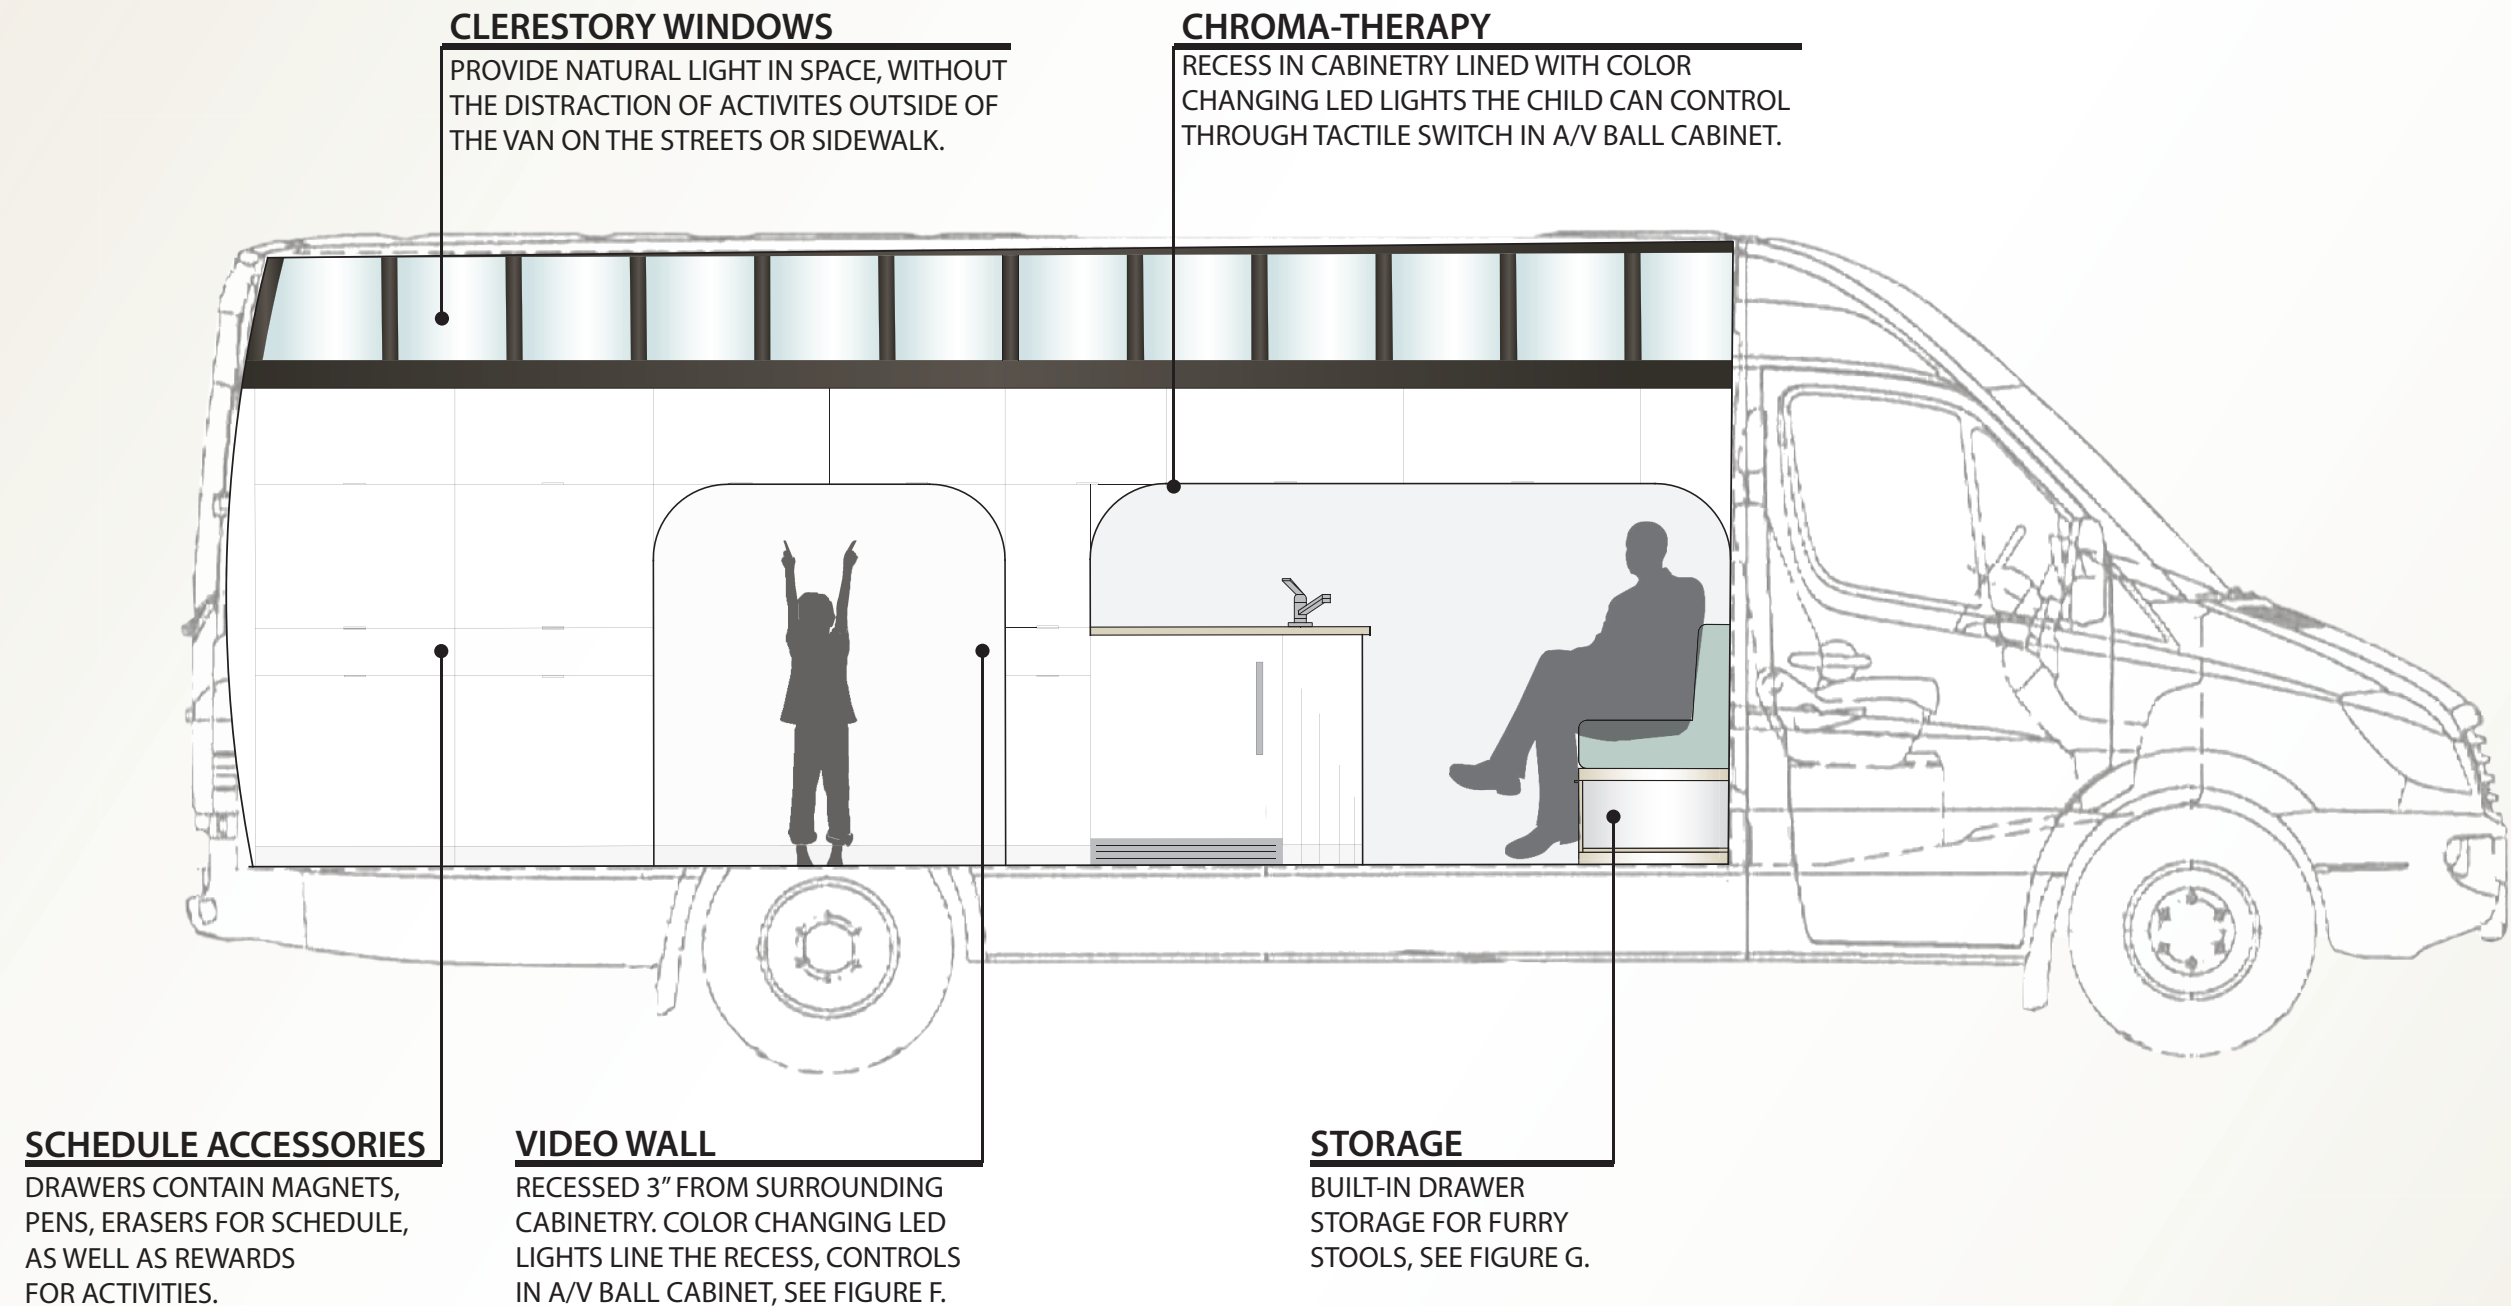 CLERESTORY WINDOWS
PROVIDE NATURAL LIGHT IN SPACE, WITHOUT
THE DISTRACTION OF ACTIVITES OUTSIDE OF
THE VAN ON THE STREETS OR SIDEWALK.
CHROMA-THERAPY
RECESS IN CABINETRY LINED WITH COLOR
CHANGING LED LIGHTS THE CHILD CAN CONTROL
THROUGH TACTILE SWITCH IN A/V BALL CABINET.
SCHEDULE ACCESSORIES
DRAWERS CONTAIN MAGNETS,
PENS, ERASERS FOR SCHEDULE,
AS WELL AS REWARDS
FOR ACTIVITIES.
VIDEO WALL
RECESSED 3” FROM SURROUNDING
CABINETRY. COLOR CHANGING LED
LIGHTS LINE THE RECESS, CONTROLS
IN A/V BALL CABINET, SEE FIGURE F.
STORAGE
BUILT-IN DRAWER
STORAGE FOR FURRY
STOOLS, SEE FIGURE G.